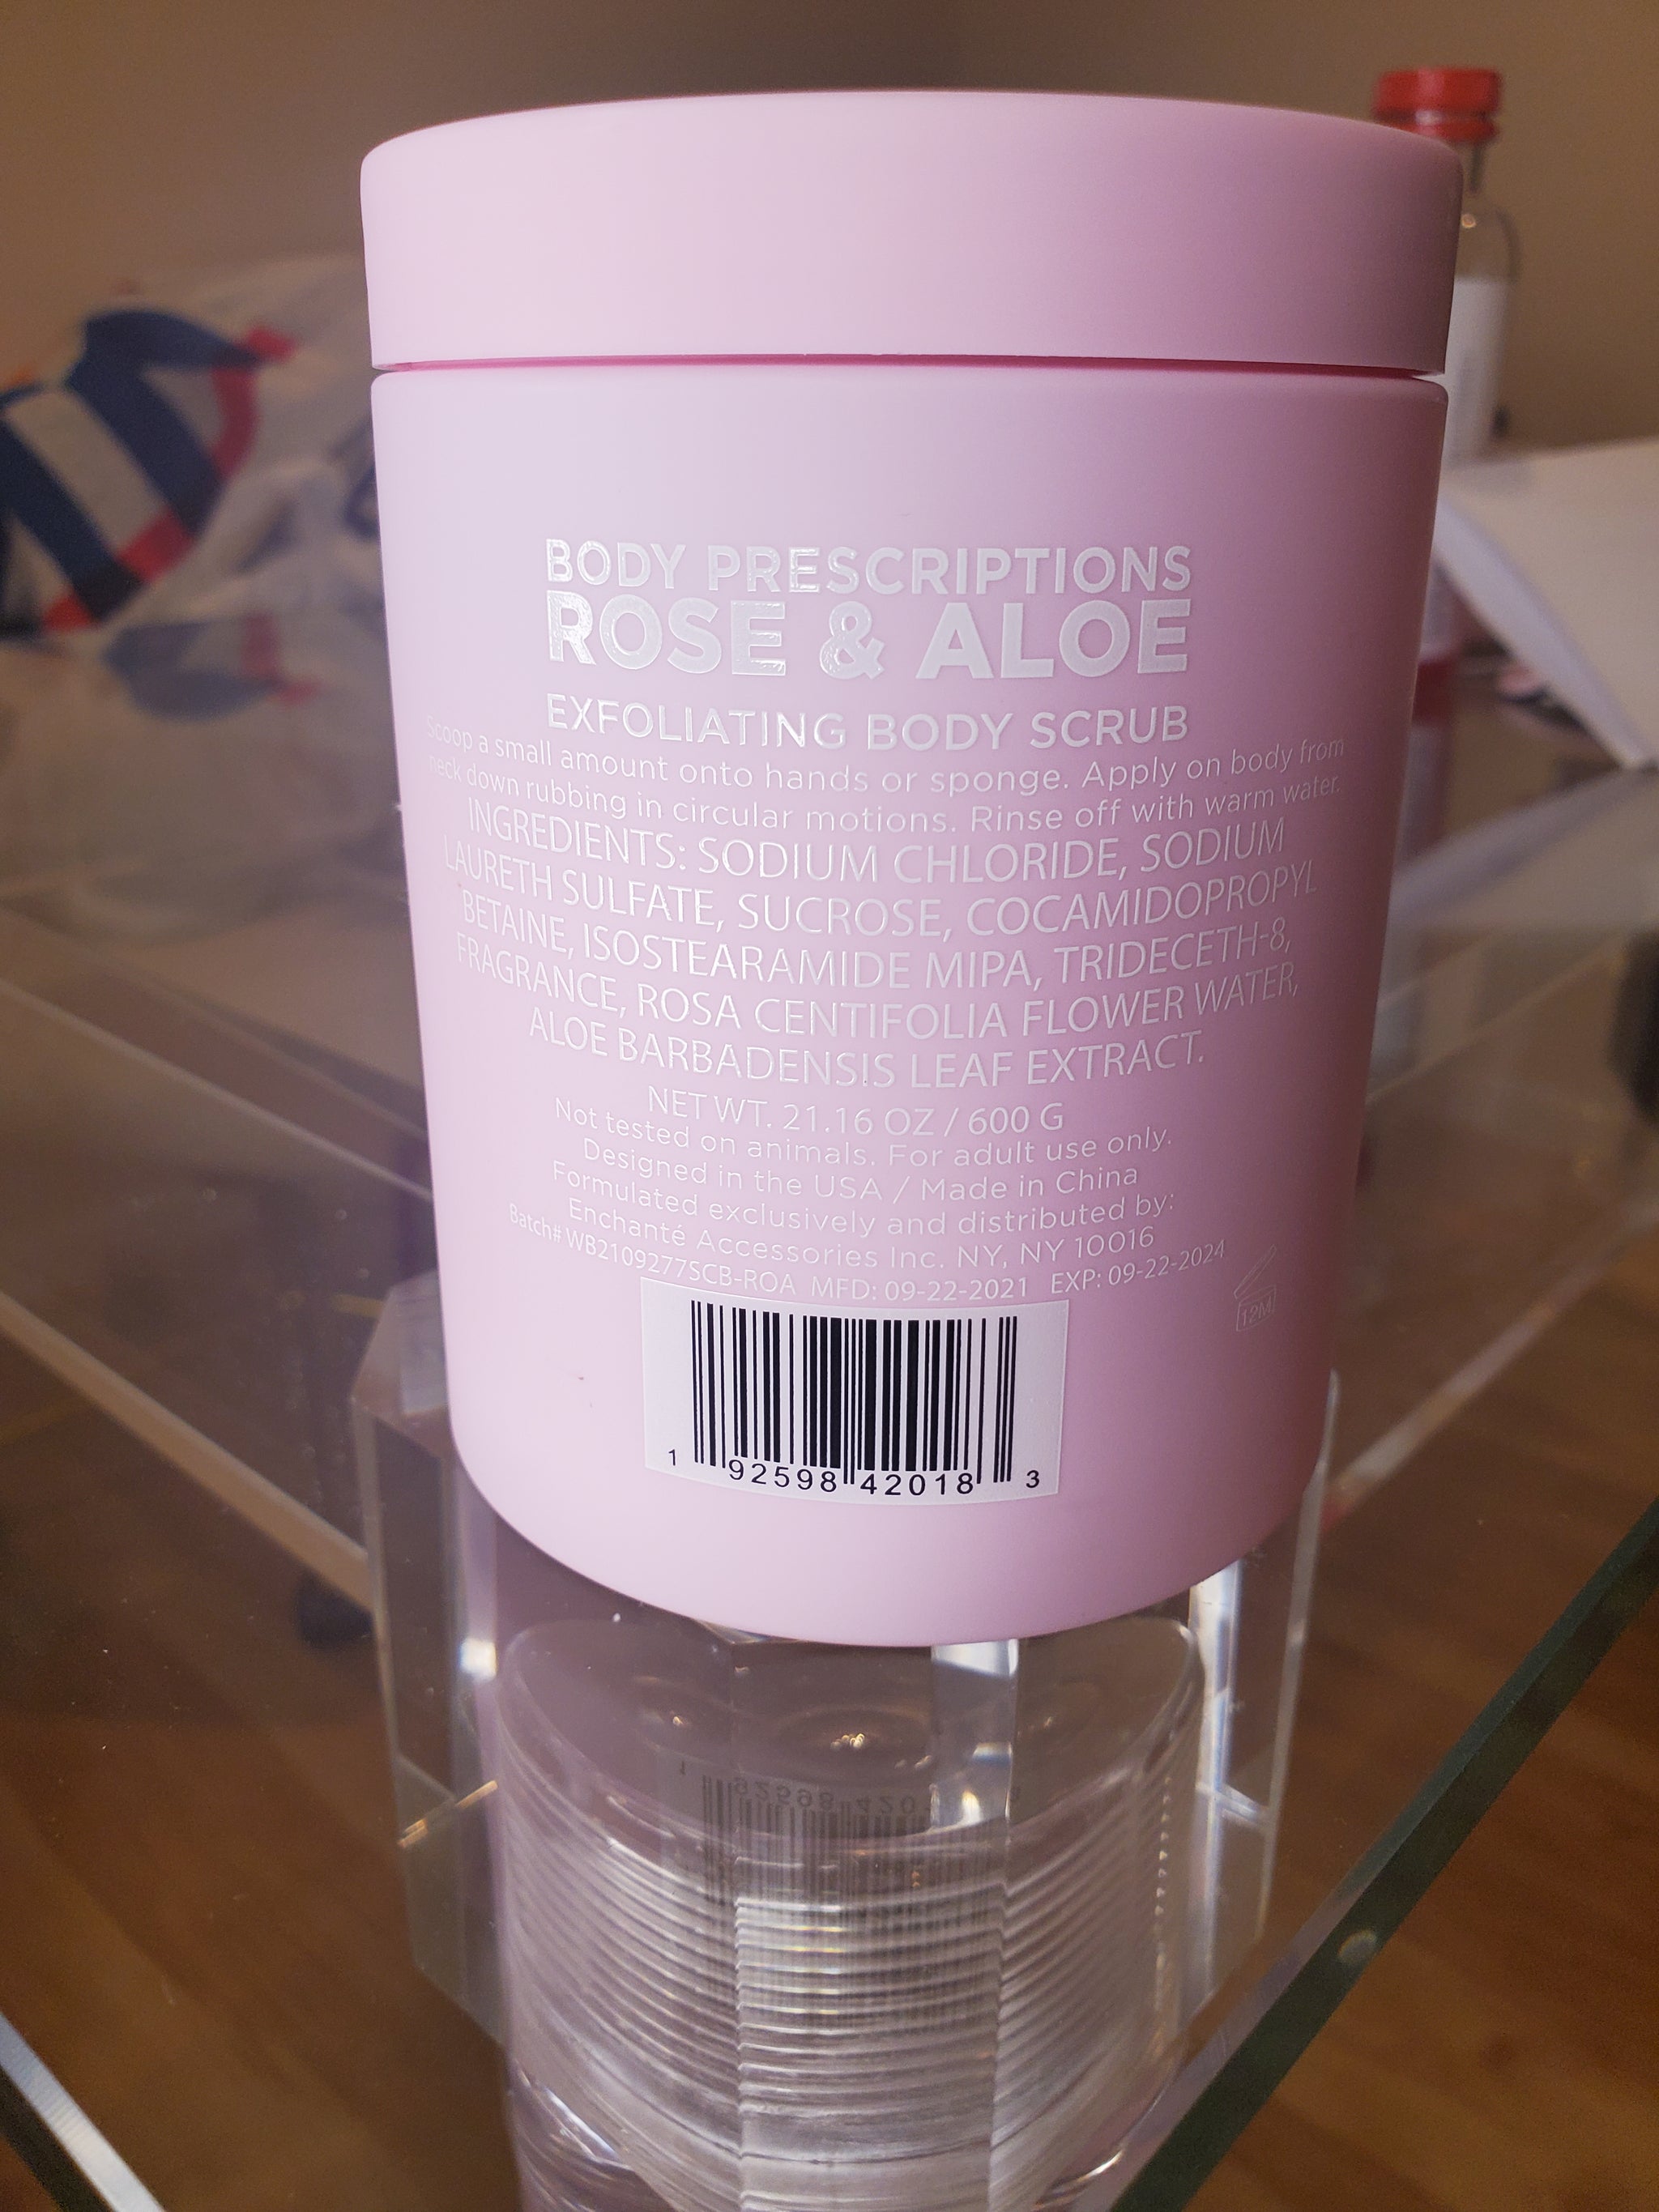 BODY PRESCRIPTIONS
ROSE & ALOE
EXFOLIATING BODY SCRUB
Scoop a small amount onto hands or sponge. Apply on body from
neck down rubbing in circular motions. Rinse off with warm water.
INGREDIENTS: SODIUM CHLORIDE, SODIUM
LAURETH SULFATE, SUCROSE, COCAMIDOPROPYL
BETAINE, ISOSTEARAMIDE MIPA, TRIDECETH-8,
FRAGRANCE, ROSA CENTIFOLIA FLOWER WATER,
ALOE BARBADENSIS LEAF EXTRACT.
NET WT. 21.16 OZ / 600 G
Not tested on animals. For adult use only.
Designed in the USA / Made in China
Formulated exclusively and distributed by:
Enchanté Accessories Inc. NY, NY 10016
Batch# WB2109277SCB-ROA MFD: 09-22-2021 EXP: 09-22-2024
12M
1 92598 42018 3